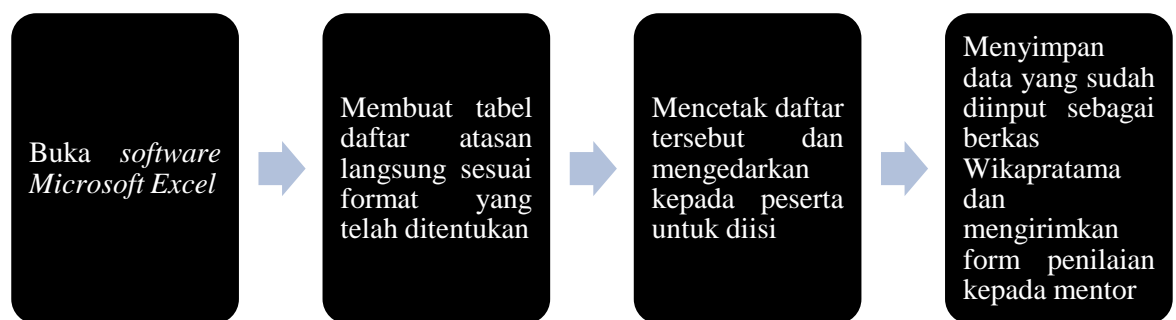 Buka software
Microsoft Excel
Membuat tabel
daftar atasan
langsung sesuai
format yang
telah ditentukan
Mencetak daftar
tersebut dan
mengedarkan
kepada peserta
untuk diisi
Menyimpan
data yang sudah
diinput sebagai
berkas
Wikapratama
dan
mengirimkan
form penilaian
kepada mentor